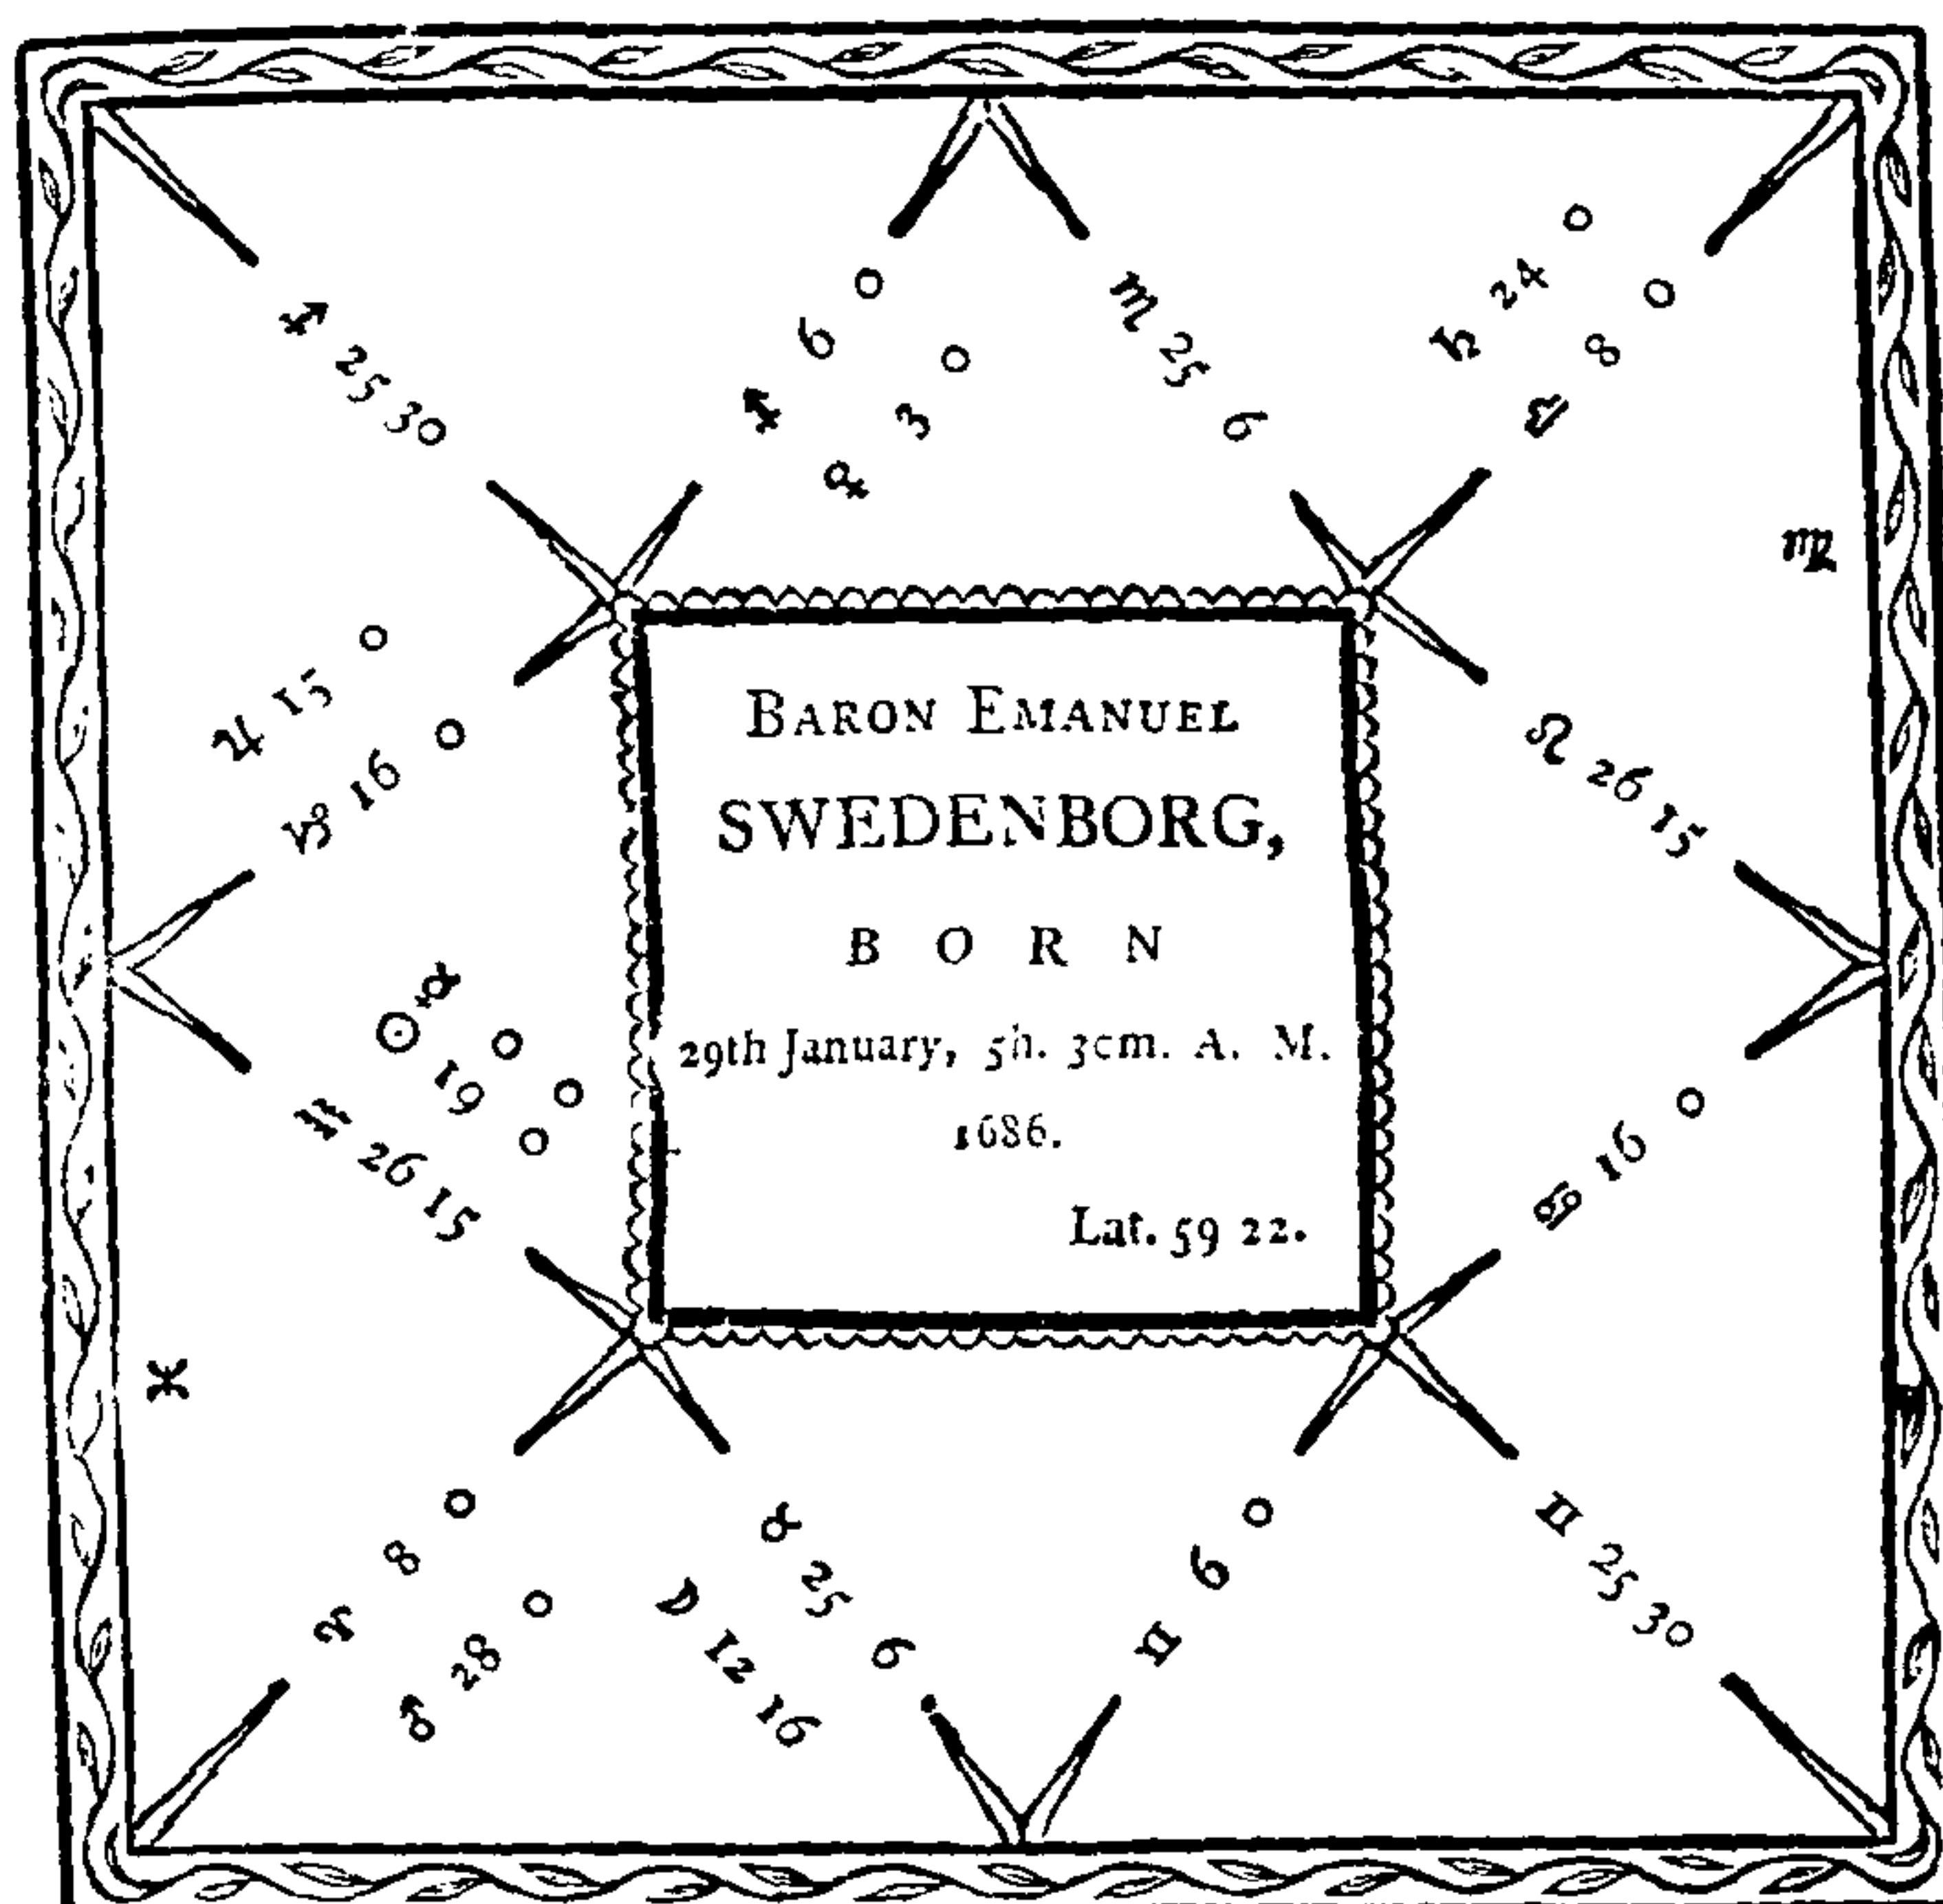 ♐ 25 30
♐ 6 0
♀ 3 0
♏ 25 6
♄ 24 0
♎ 8 0
♍
♃ 15 0
♑ 16 0
BARON EMANUEL
SWEDENBORG,
BORN
29th January, 5h. 30m. A. M.
1686.
Lat. 59 22.
♌ 26 15
☿ 0 0
☉ 19 0
♒ 26 15
♋ 16 0
♓
♈ 8 0
♂ 28 0
☽ 12 16
♉ 25 6
♊ 6 0
♊ 25 30